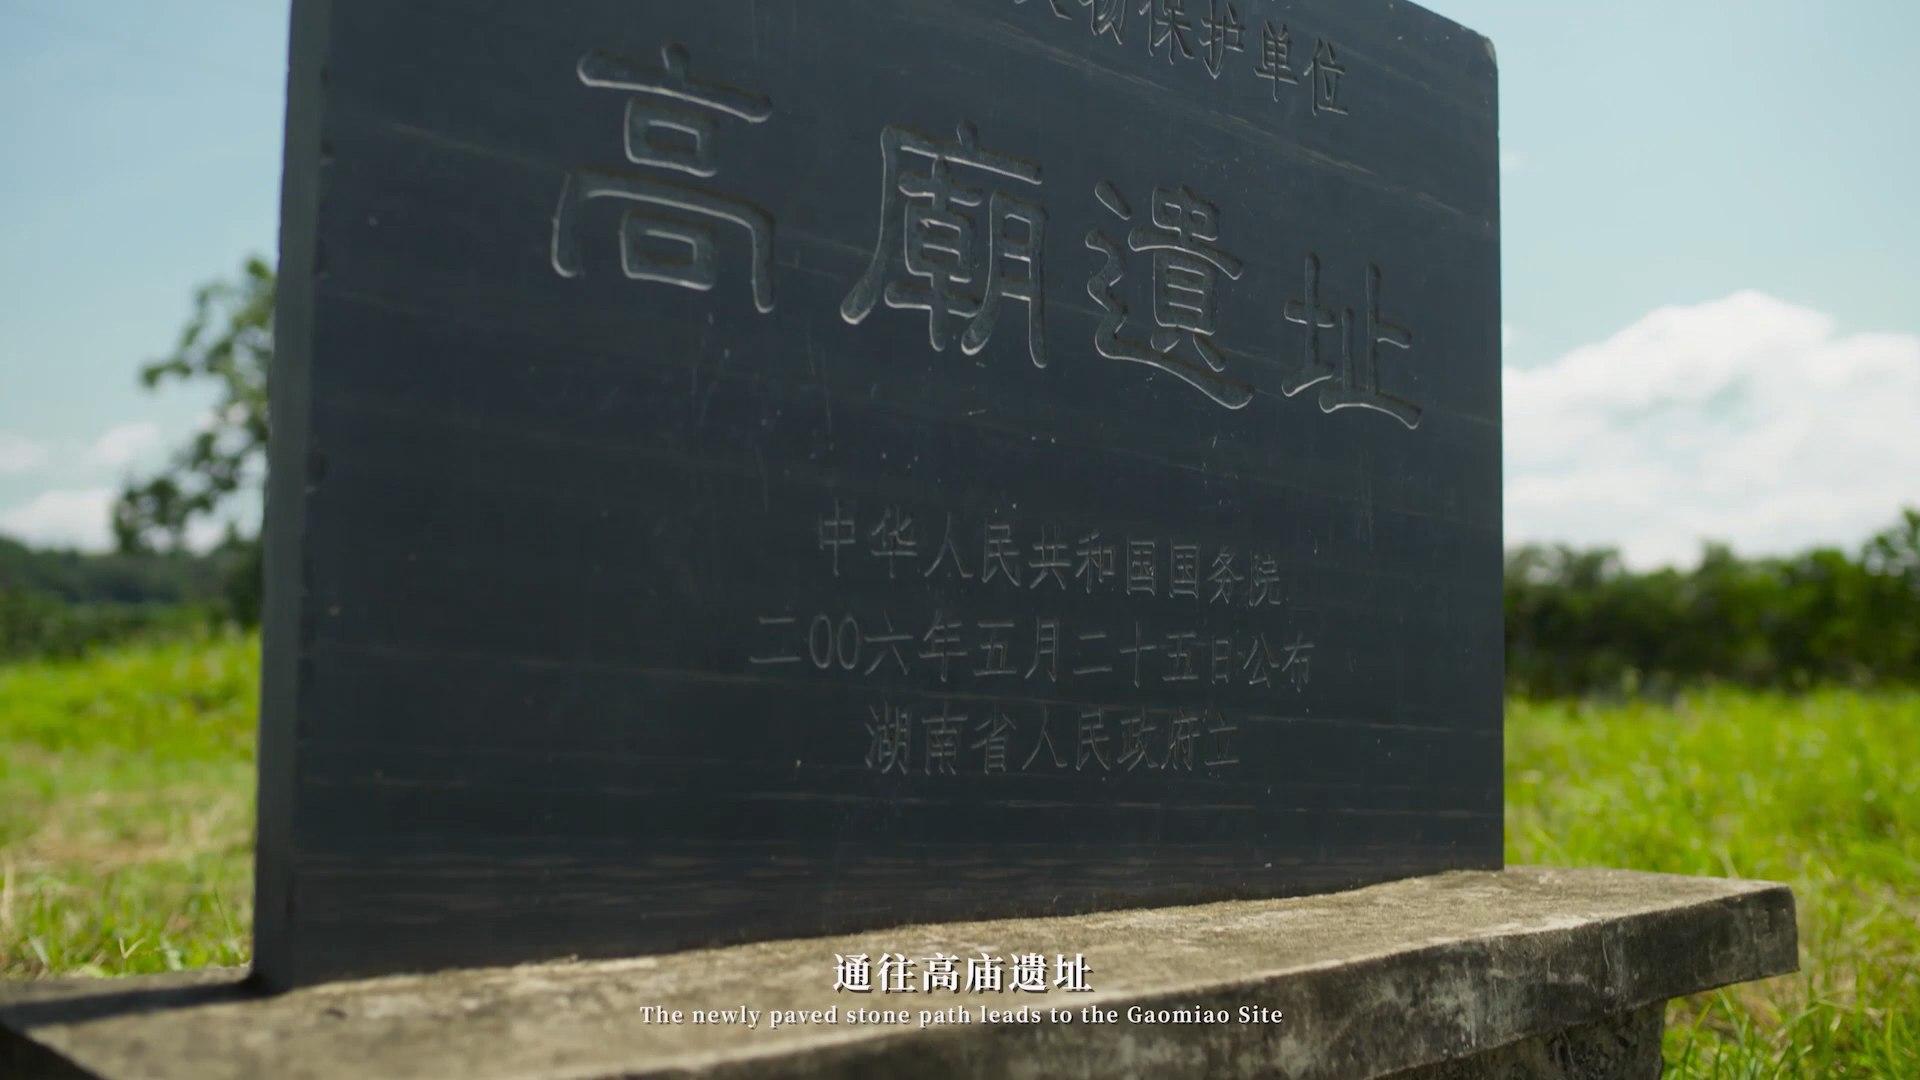 文物保护单位
高廟遺址
中华人民共和国国务院
二00六年五月二十五日公布
湖南省人民政府立
通往高庙遗址
The newly paved stone path leads to the Gaomiao Site